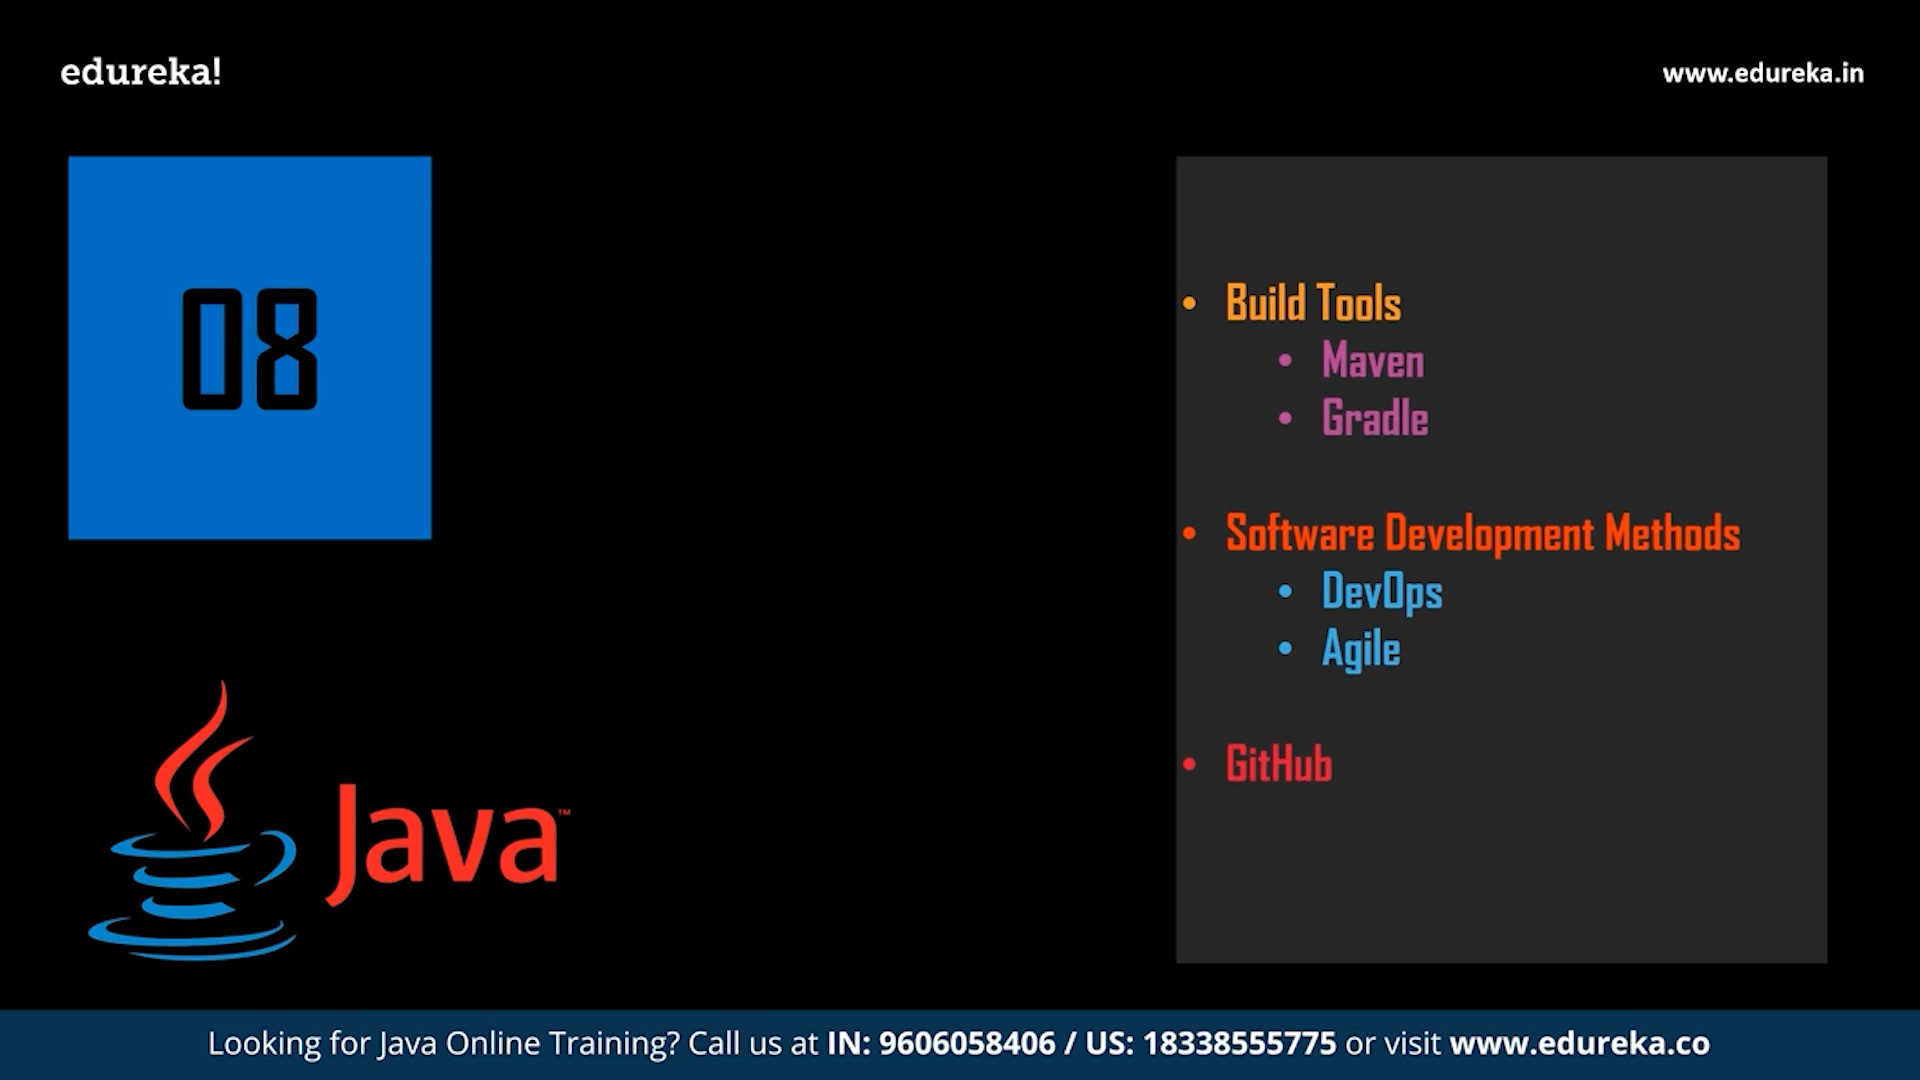 edureka!
www.edureka.in
08
• Build Tools
• Maven
• Gradle
• Software Development Methods
• DevOps
• Agile
• GitHub
Java™
Looking for Java Online Training? Call us at IN: 9606058406 / US: 18338555775 or visit www.edureka.co